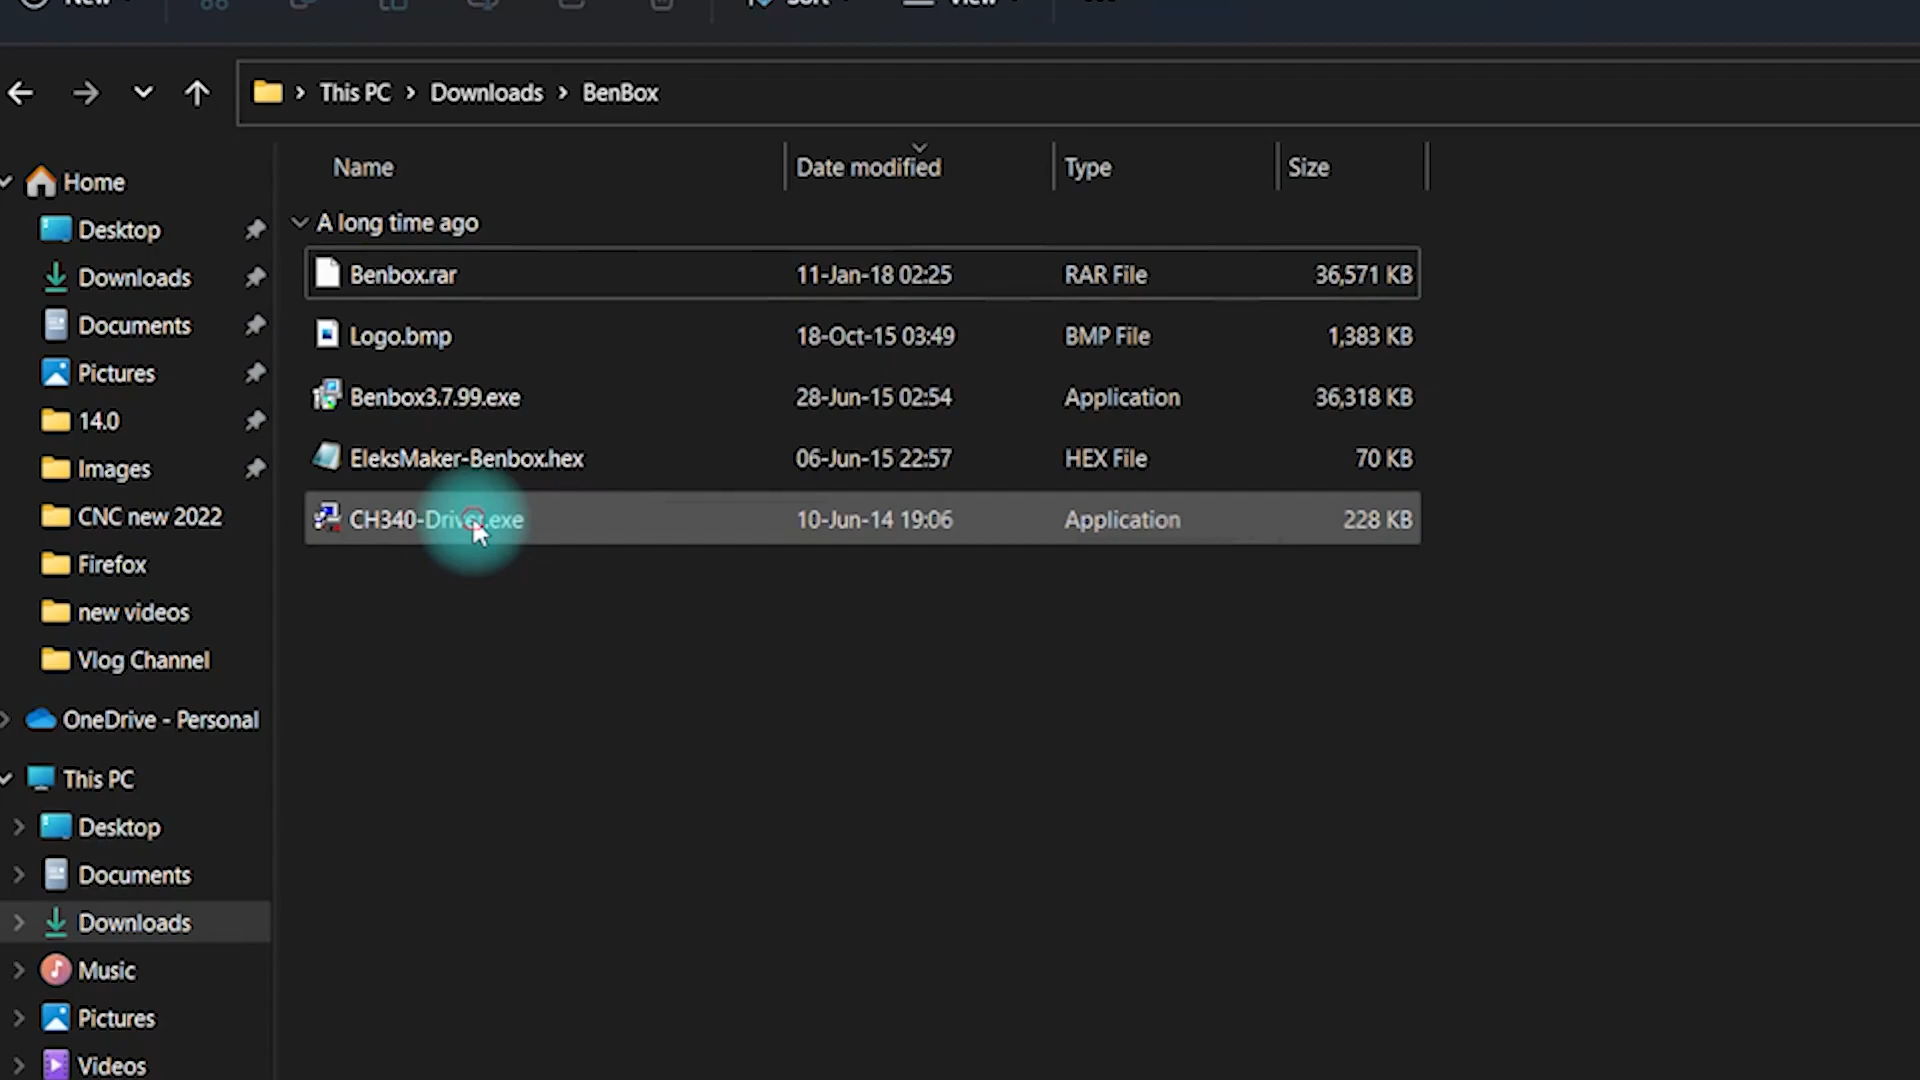 New
Sort
View
This PC > Downloads > BenBox
Name Date modified Type Size
A long time ago
Benbox.rar 11-Jan-18 02:25 RAR File 36,571 KB
Logo.bmp 18-Oct-15 03:49 BMP File 1,383 KB
Benbox3.7.99.exe 28-Jun-15 02:54 Application 36,318 KB
EleksMaker-Benbox.hex 06-Jun-15 22:57 HEX File 70 KB
CH340-Driver.exe 10-Jun-14 19:06 Application 228 KB
Home
Desktop
Downloads
Documents
Pictures
14.0
Images
CNC new 2022
Firefox
new videos
Vlog Channel
OneDrive - Personal
This PC
Desktop
Documents
Downloads
Music
Pictures
Videos